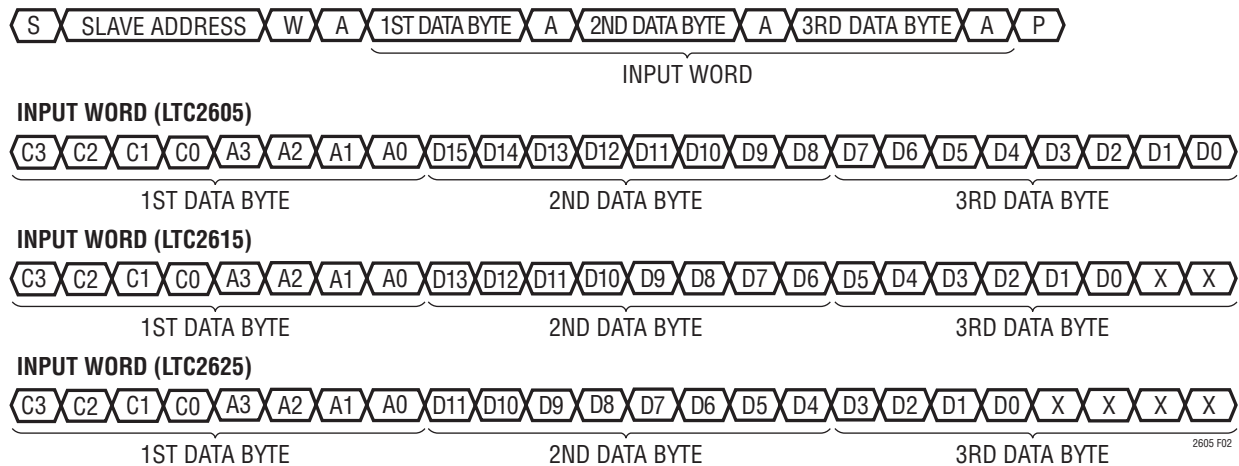 S SLAVE ADDRESS W A 1ST DATA BYTE A 2ND DATA BYTE A 3RD DATA BYTE A P
INPUT WORD
INPUT WORD (LTC2605)
C3 C2 C1 C0 A3 A2 A1 A0 D15 D14 D13 D12 D11 D10 D9 D8 D7 D6 D5 D4 D3 D2 D1 D0
1ST DATA BYTE 2ND DATA BYTE 3RD DATA BYTE
INPUT WORD (LTC2615)
C3 C2 C1 C0 A3 A2 A1 A0 D13 D12 D11 D10 D9 D8 D7 D6 D5 D4 D3 D2 D1 D0 X X
1ST DATA BYTE 2ND DATA BYTE 3RD DATA BYTE
INPUT WORD (LTC2625)
C3 C2 C1 C0 A3 A2 A1 A0 D11 D10 D9 D8 D7 D6 D5 D4 D3 D2 D1 D0 X X X X
1ST DATA BYTE 2ND DATA BYTE 3RD DATA BYTE
2605 F02